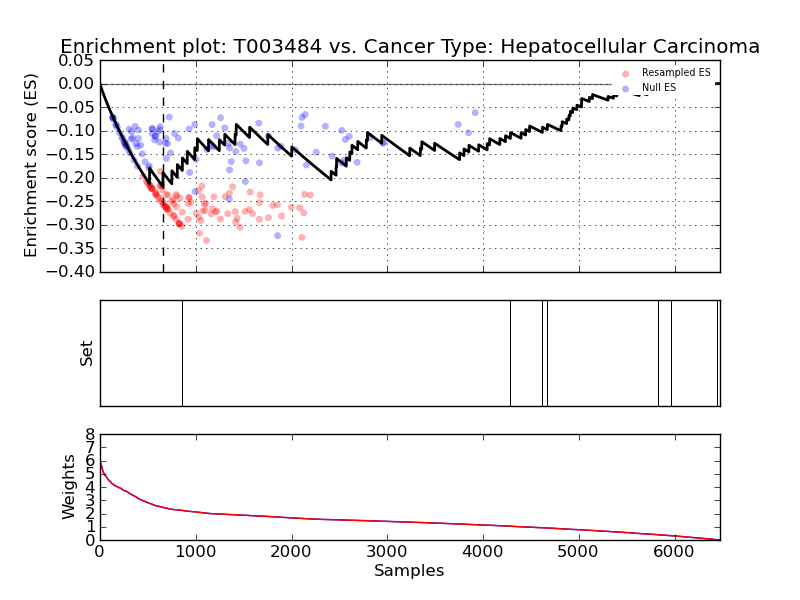 Enrichment plot: T003484 vs. Cancer Type: Hepatocellular Carcinoma
Enrichment score (ES)
0.05
0.00
−0.05
−0.10
−0.15
−0.20
−0.25
−0.30
−0.35
−0.40
Resampled ES
Null ES
Set
Weights
8
7
6
5
4
3
2
1
0
0 1000 2000 3000 4000 5000 6000
Samples